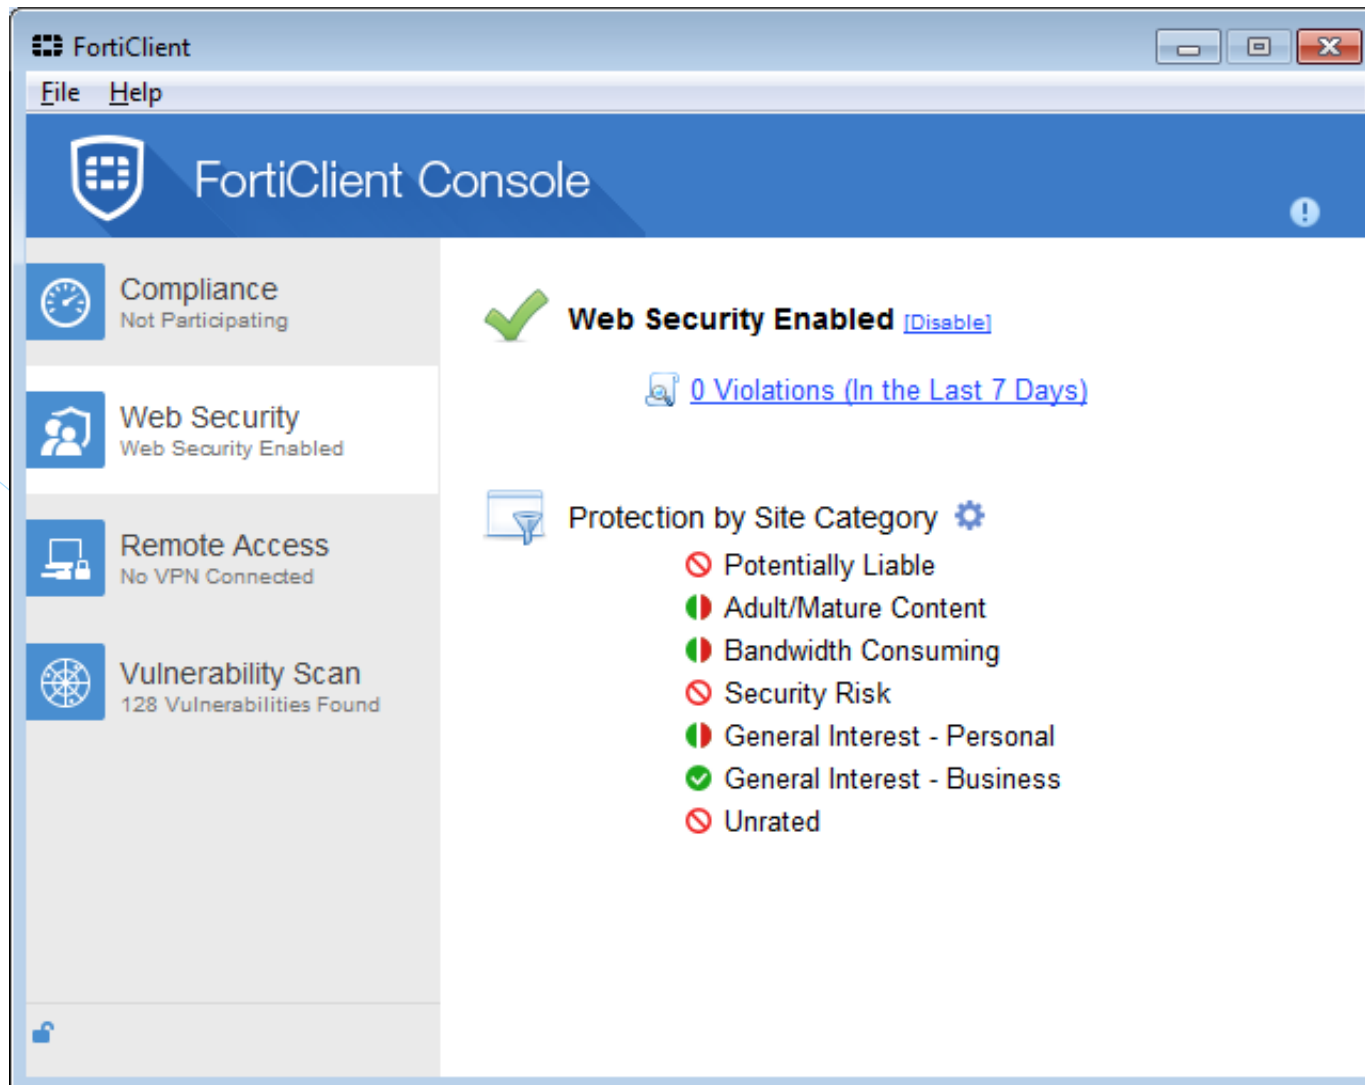 FortiClient
File Help
FortiClient Console
Compliance
Not Participating
Web Security
Web Security Enabled
Remote Access
No VPN Connected
Vulnerability Scan
128 Vulnerabilities Found
Web Security Enabled [Disable]
0 Violations (In the Last 7 Days)
Protection by Site Category
Potentially Liable
Adult/Mature Content
Bandwidth Consuming
Security Risk
General Interest - Personal
General Interest - Business
Unrated